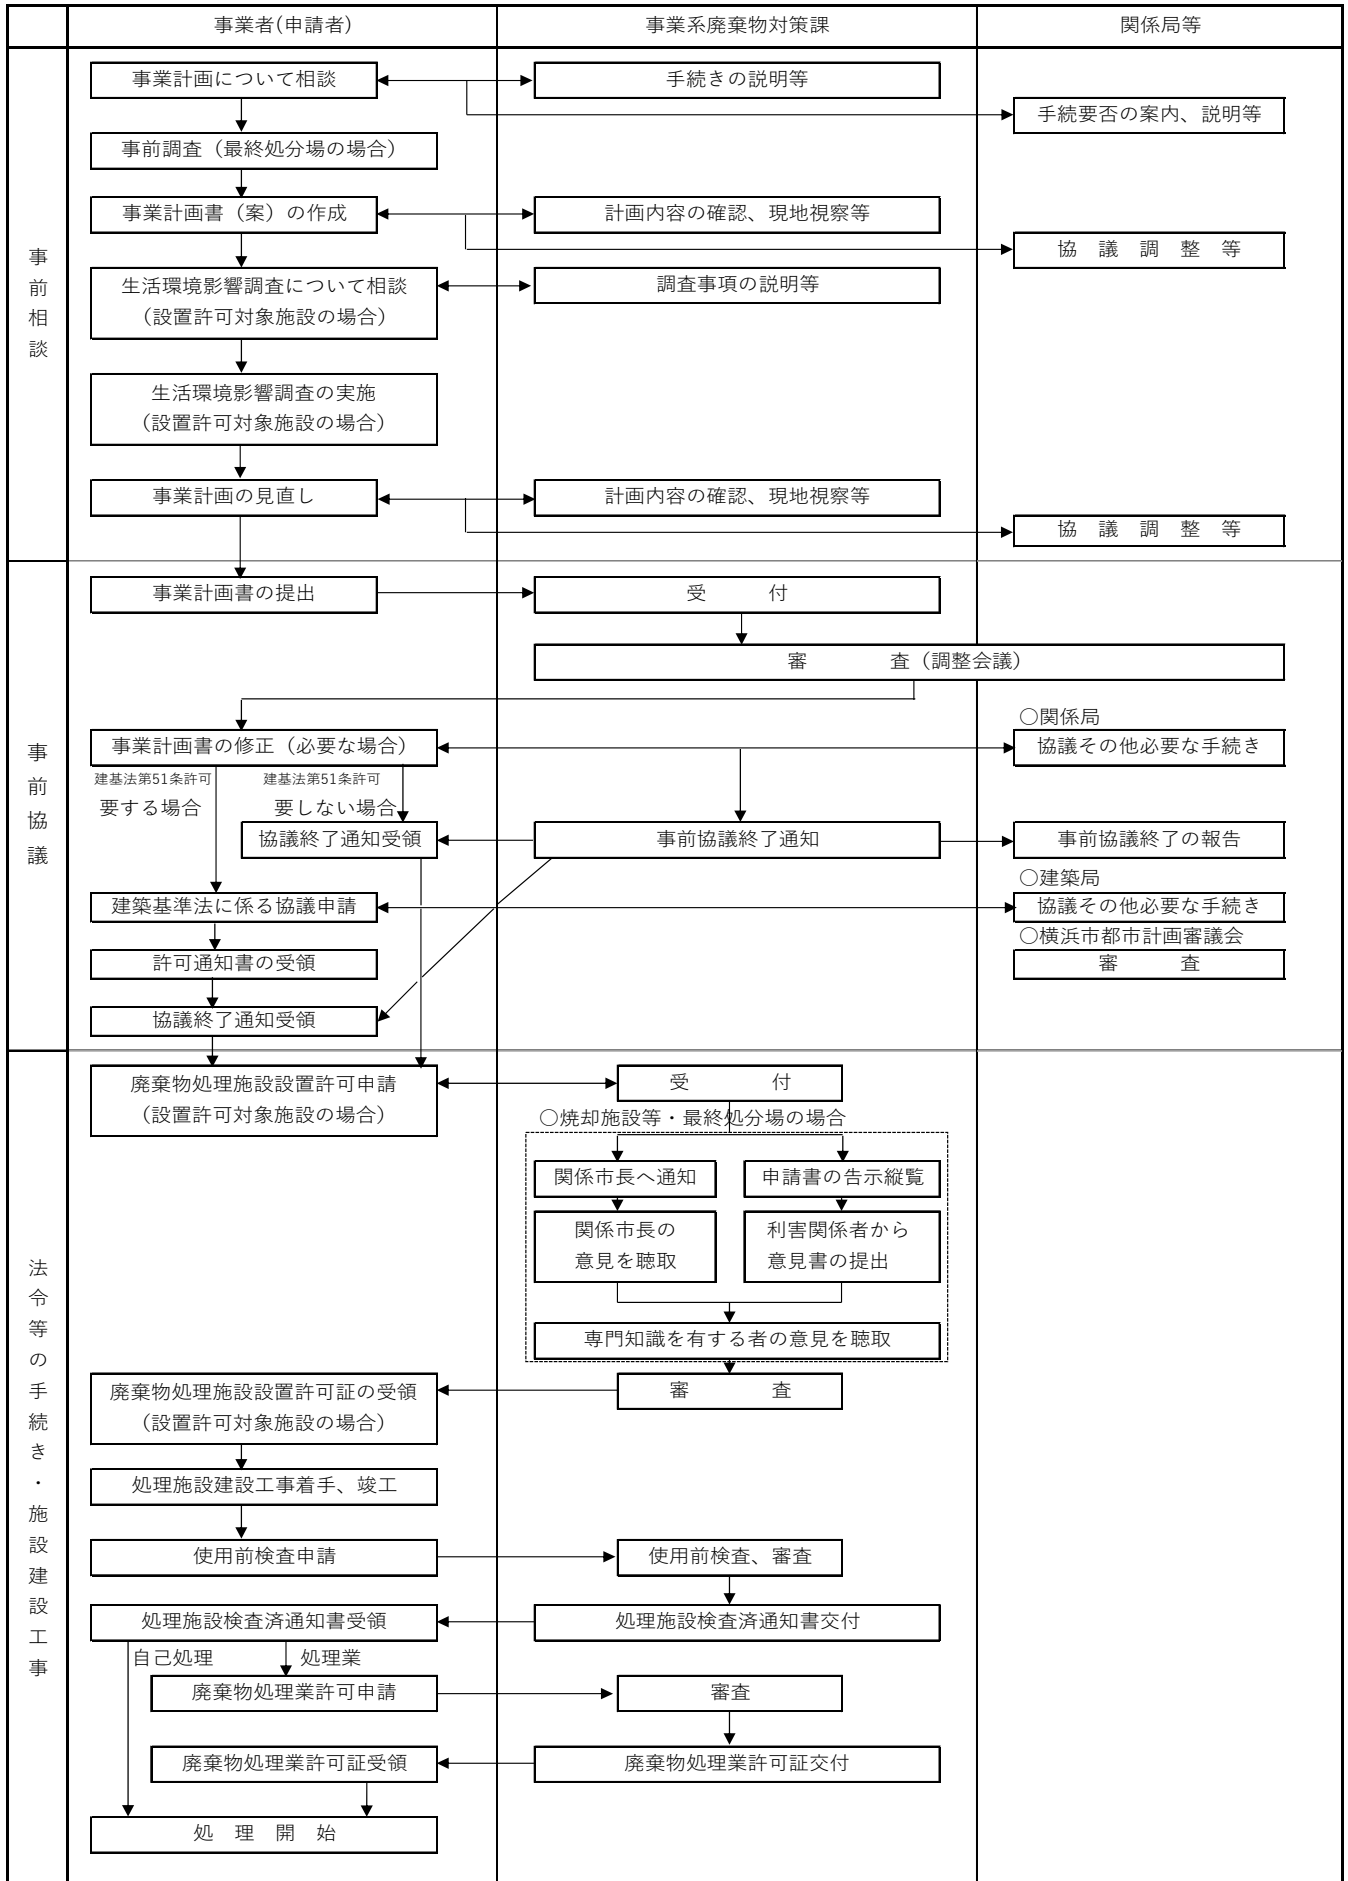 事業者(申請者)
事業系廃棄物対策課
関係局等
事前相談
事業計画について相談
手続きの説明等
手続要否の案内、説明等
事前調査（最終処分場の場合）
事業計画書（案）の作成
計画内容の確認、現地視察等
協　議　調　整　等
生活環境影響調査について相談
（設置許可対象施設の場合）
調査事項の説明等
生活環境影響調査の実施
（設置許可対象施設の場合）
事業計画の見直し
計画内容の確認、現地視察等
協　議　調　整　等
事前協議
事業計画書の提出
受　　　付
審　　　　査（調整会議）
○関係局
事業計画書の修正（必要な場合）
協議その他必要な手続き
建基法第51条許可
要する場合
建基法第51条許可
要しない場合
協議終了通知受領
事前協議終了通知
事前協議終了の報告
○建築局
建築基準法に係る協議申請
協議その他必要な手続き
○横浜市都市計画審議会
許可通知書の受領
審　　　査
協議終了通知受領
法令等の手続き・施設建設工事
廃棄物処理施設設置許可申請
（設置許可対象施設の場合）
受　　　　付
○焼却施設等・最終処分場の場合
関係市長へ通知
申請書の告示縦覧
関係市長の
意見を聴取
利害関係者から
意見書の提出
専門知識を有する者の意見を聴取
廃棄物処理施設設置許可証の受領
（設置許可対象施設の場合）
審　　　　査
処理施設建設工事着手、竣工
使用前検査申請
使用前検査、審査
処理施設検査済通知書受領
処理施設検査済通知書交付
自己処理
処理業
廃棄物処理業許可申請
審査
廃棄物処理業許可証受領
廃棄物処理業許可証交付
処　理　開　始